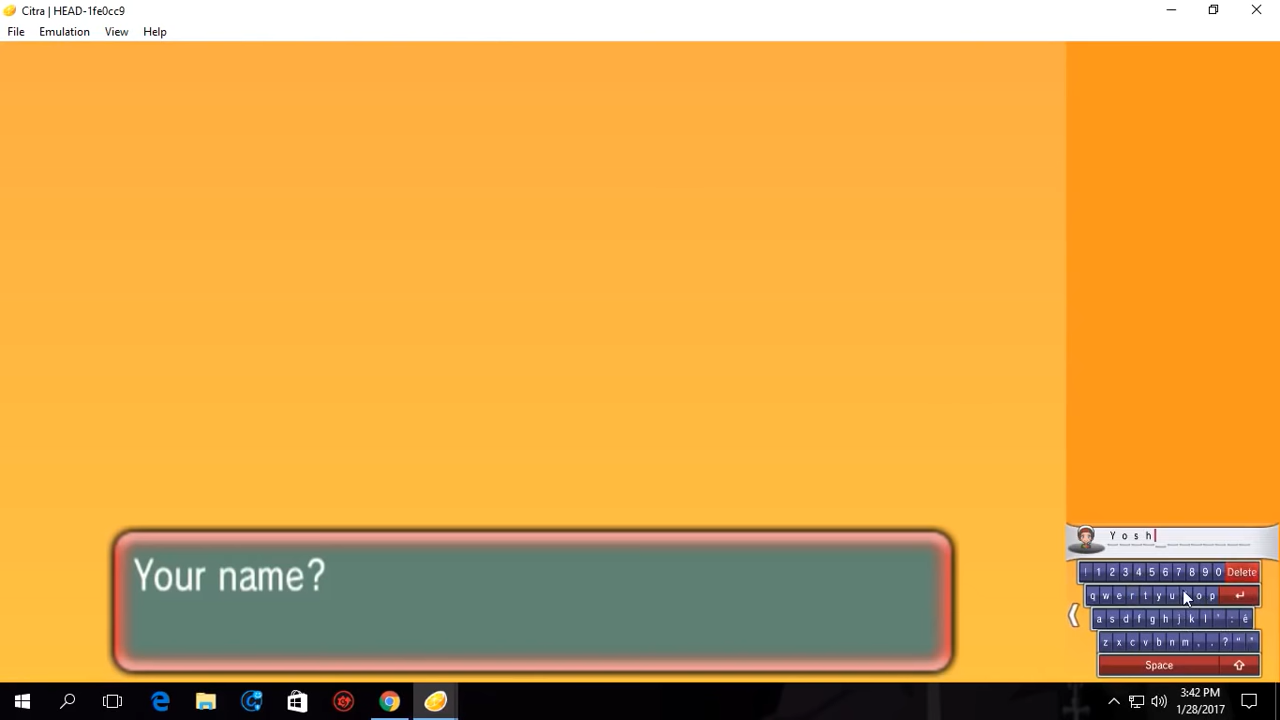 Citra | HEAD-1fe0cc9
File Emulation View Help
Your name?
Yosh
! 1 2 3 4 5 6 7 8 9 0 Delete
q w e r t y u o p
a s d f g h j k l ' : é
z x c v b n m , . ? " "
Space
3:42 PM
1/28/2017